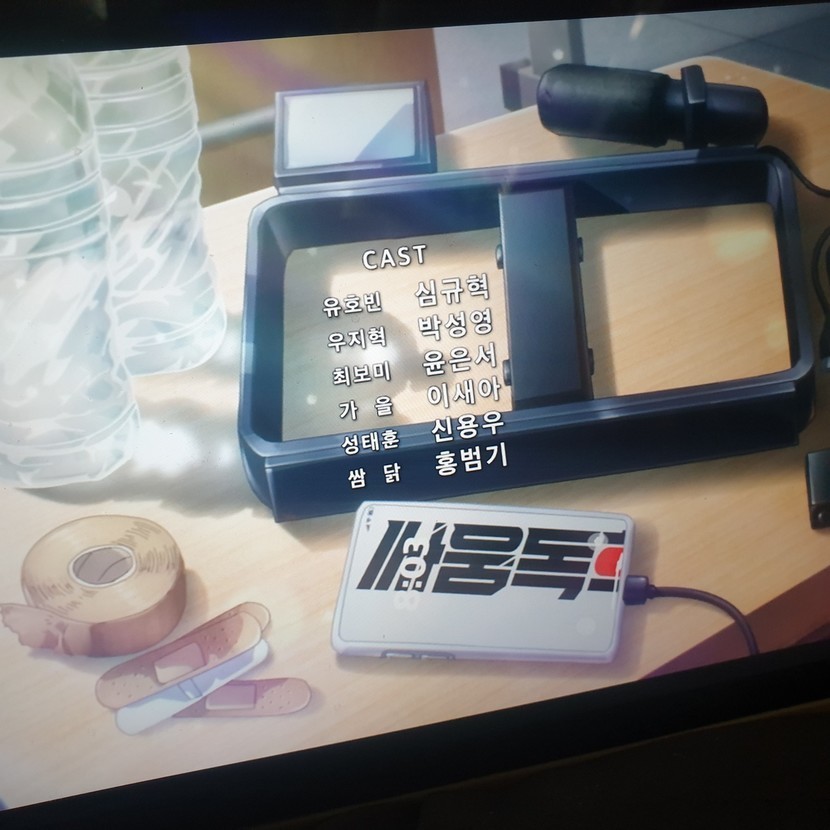 CAST
유호빈 심규혁
우지혁 박성영
최보미 윤은서
가 을 이새아
성태훈 신용우
쌈 닭 홍범기
싸움독학